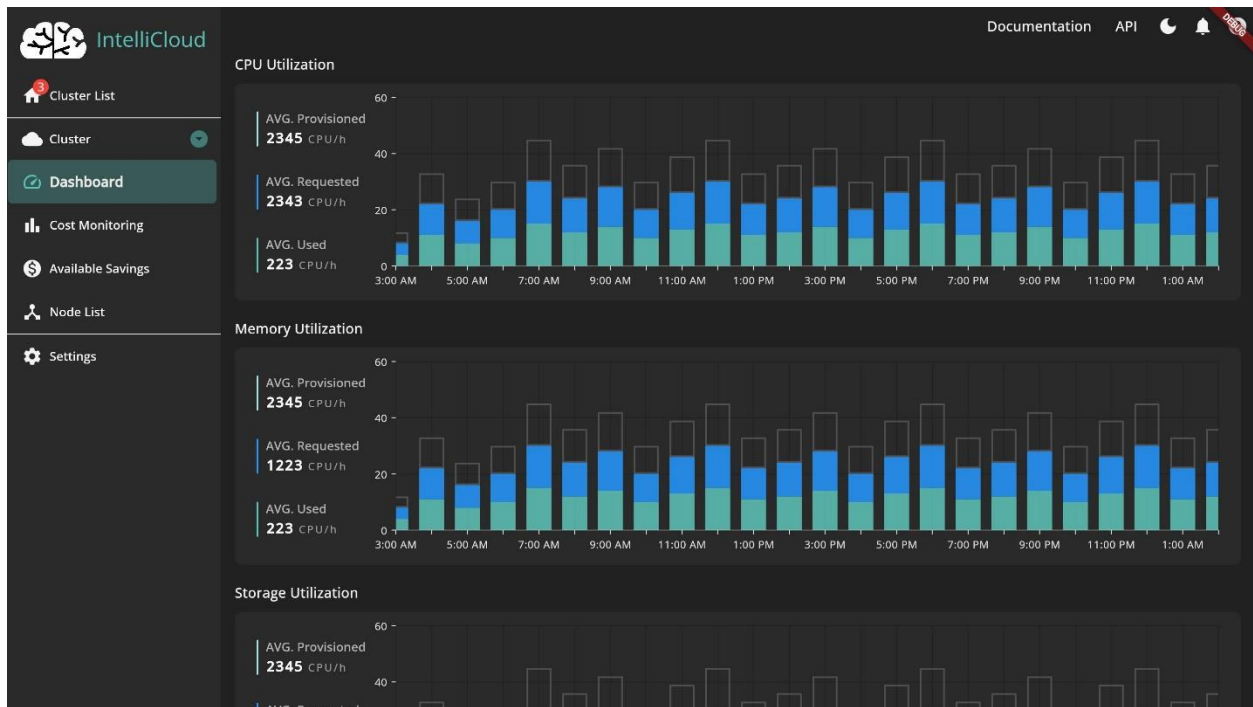 IntelliCloud
Documentation API
DEBUG
3
Cluster List
Cluster
Dashboard
Cost Monitoring
Available Savings
Node List
Settings
CPU Utilization
AVG. Provisioned
2345 CPU/h
AVG. Requested
2343 CPU/h
AVG. Used
223 CPU/h
60
40
20
0
3:00 AM 5:00 AM 7:00 AM 9:00 AM 11:00 AM 1:00 PM 3:00 PM 5:00 PM 7:00 PM 9:00 PM 11:00 PM 1:00 AM
Memory Utilization
AVG. Provisioned
2345 CPU/h
AVG. Requested
1223 CPU/h
AVG. Used
223 CPU/h
60
40
20
0
3:00 AM 5:00 AM 7:00 AM 9:00 AM 11:00 AM 1:00 PM 3:00 PM 5:00 PM 7:00 PM 9:00 PM 11:00 PM 1:00 AM
Storage Utilization
AVG. Provisioned
2345 CPU/h
60
40